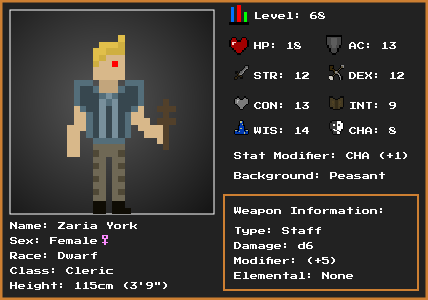 Level: 68
HP: 18 AC: 13
STR: 12 DEX: 12
CON: 13 INT: 9
WIS: 14 CHA: 8
Stat Modifier: CHA (+1)
Background: Peasant
Weapon Information:
Type: Staff
Damage: d6
Modifier: (+5)
Elemental: None
Name: Zaria York
Sex: Female♀
Race: Dwarf
Class: Cleric
Height: 115cm (3'9")